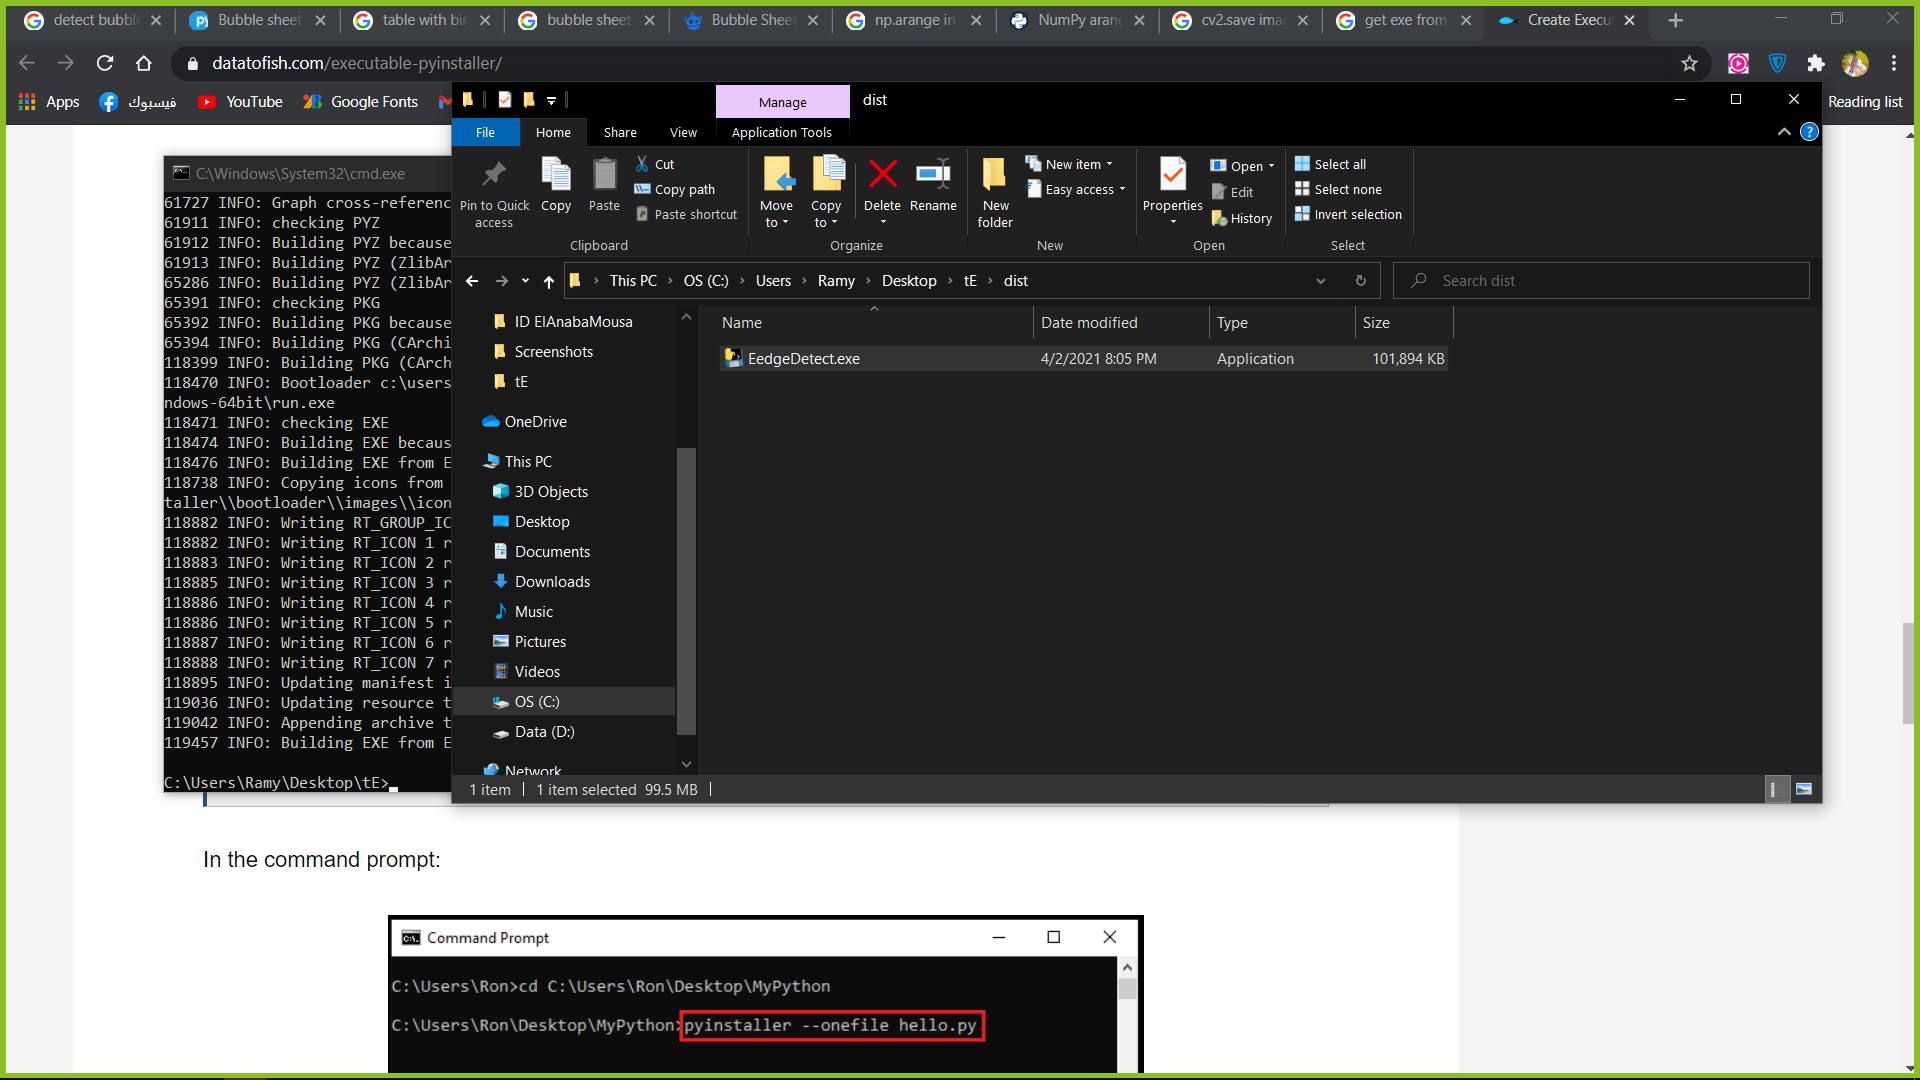 detect bubbl
Bubble sheet
table with bin
bubble sheet
Bubble Sheet
np.arange in
NumPy arang
cv2.save imag
get exe from
Create Execut
datatofish.com/executable-pyinstaller/
Apps
فيسبوك
YouTube
Google Fonts
Reading list
Manage
dist
File
Home
Share
View
Application Tools
Pin to Quick access
Copy
Paste
Cut
Copy path
Paste shortcut
Clipboard
Move to
Copy to
Delete
Rename
Organize
New folder
New item
Easy access
New
Properties
Open
Edit
History
Open
Select all
Select none
Invert selection
Select
This PC > OS (C:) > Users > Ramy > Desktop > tE > dist
Search dist
ID ElAnabaMousa
Screenshots
tE
OneDrive
This PC
3D Objects
Desktop
Documents
Downloads
Music
Pictures
Videos
OS (C:)
Data (D:)
Network
Name
Date modified
Type
Size
EedgeDetect.exe
4/2/2021 8:05 PM
Application
101,894 KB
1 item
1 item selected 99.5 MB
C:\Windows\System32\cmd.exe
61727 INFO: Graph cross-referenc
61911 INFO: checking PYZ
61912 INFO: Building PYZ because
61913 INFO: Building PYZ (ZlibAr
65286 INFO: Building PYZ (ZlibAr
65391 INFO: checking PKG
65392 INFO: Building PKG because
65394 INFO: Building PKG (CArchi
118399 INFO: Building PKG (CArch
118470 INFO: Bootloader c:\users
ndows-64bit\run.exe
118471 INFO: checking EXE
118474 INFO: Building EXE becaus
118476 INFO: Building EXE from E
118738 INFO: Copying icons from
taller\\bootloader\\images\\icon
118882 INFO: Writing RT_GROUP_IC
118882 INFO: Writing RT_ICON 1 r
118883 INFO: Writing RT_ICON 2 r
118885 INFO: Writing RT_ICON 3 r
118886 INFO: Writing RT_ICON 4 r
118886 INFO: Writing RT_ICON 5 r
118887 INFO: Writing RT_ICON 6 r
118888 INFO: Writing RT_ICON 7 r
118895 INFO: Updating manifest i
119036 INFO: Updating resource t
119042 INFO: Appending archive t
119457 INFO: Building EXE from E
C:\Users\Ramy\Desktop\tE>
In the command prompt:
Command Prompt
C:\Users\Ron>cd C:\Users\Ron\Desktop\MyPython
C:\Users\Ron\Desktop\MyPython>pyinstaller --onefile hello.py